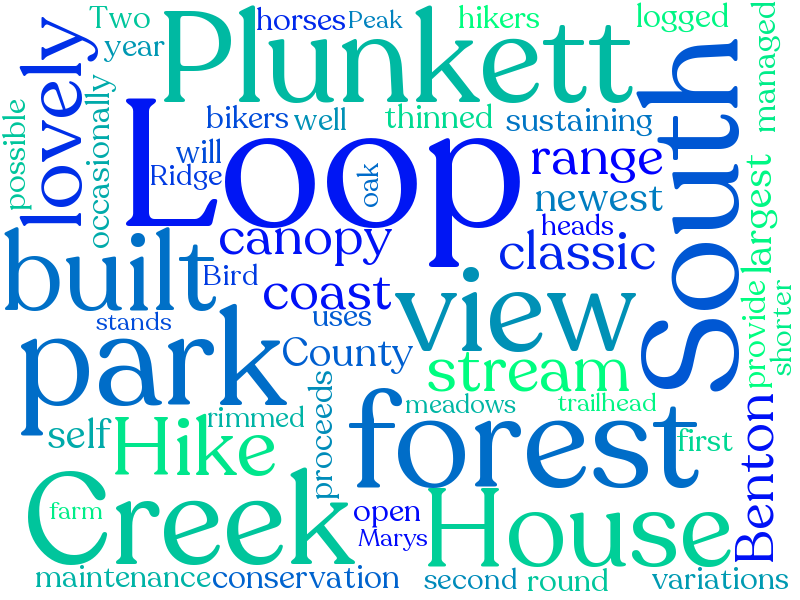 Two
year
horses
Peak
hikers
logged
managed
Plunkett
South
lovely
possible
occasionally
bikers
well
thinned
sustaining
will
Ridge
Loop
oak
range
newest
heads
largest
canopy
classic
built
Bird
coast
view
provide
shorter
stands
uses
County
stream
park
self
Hike
rimmed
proceeds
meadows
trailhead
forest
first
Benton
Creek
farm
open
Marys
House
maintenance
conservation
second
round
variations